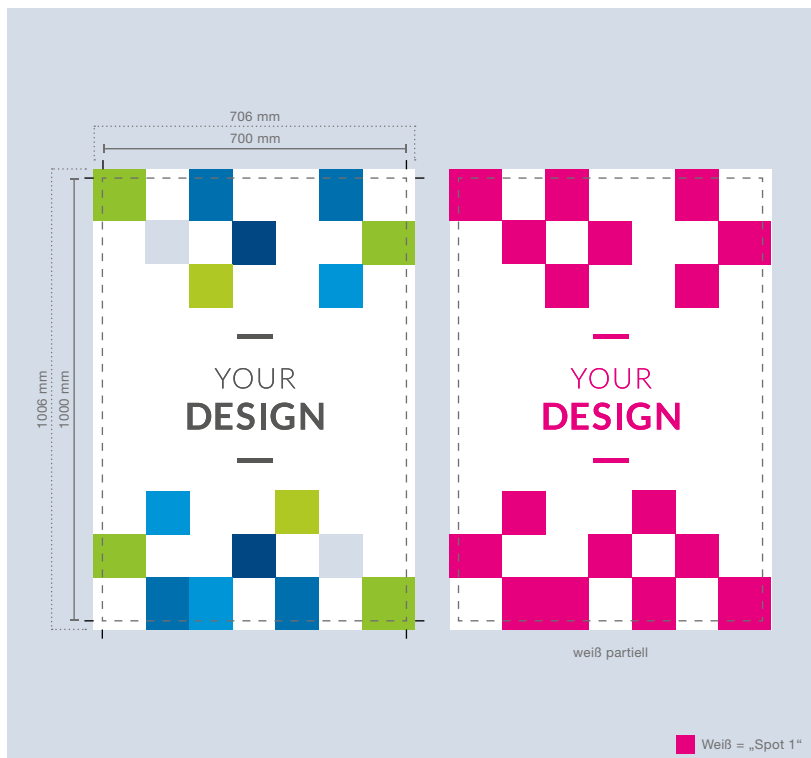 706 mm
700 mm
1006 mm
1000 mm
YOUR
DESIGN
YOUR
DESIGN
weiß partiell
Weiß = „Spot 1“